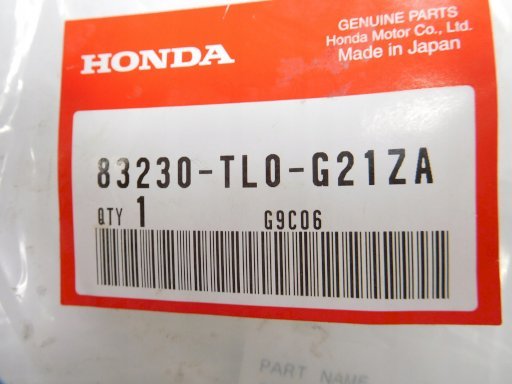 HONDA
GENUINE PARTS
Honda Motor Co., Ltd.
Made in Japan
83230-TL0-G21ZA
QTY 1 G9C06
PART NAME